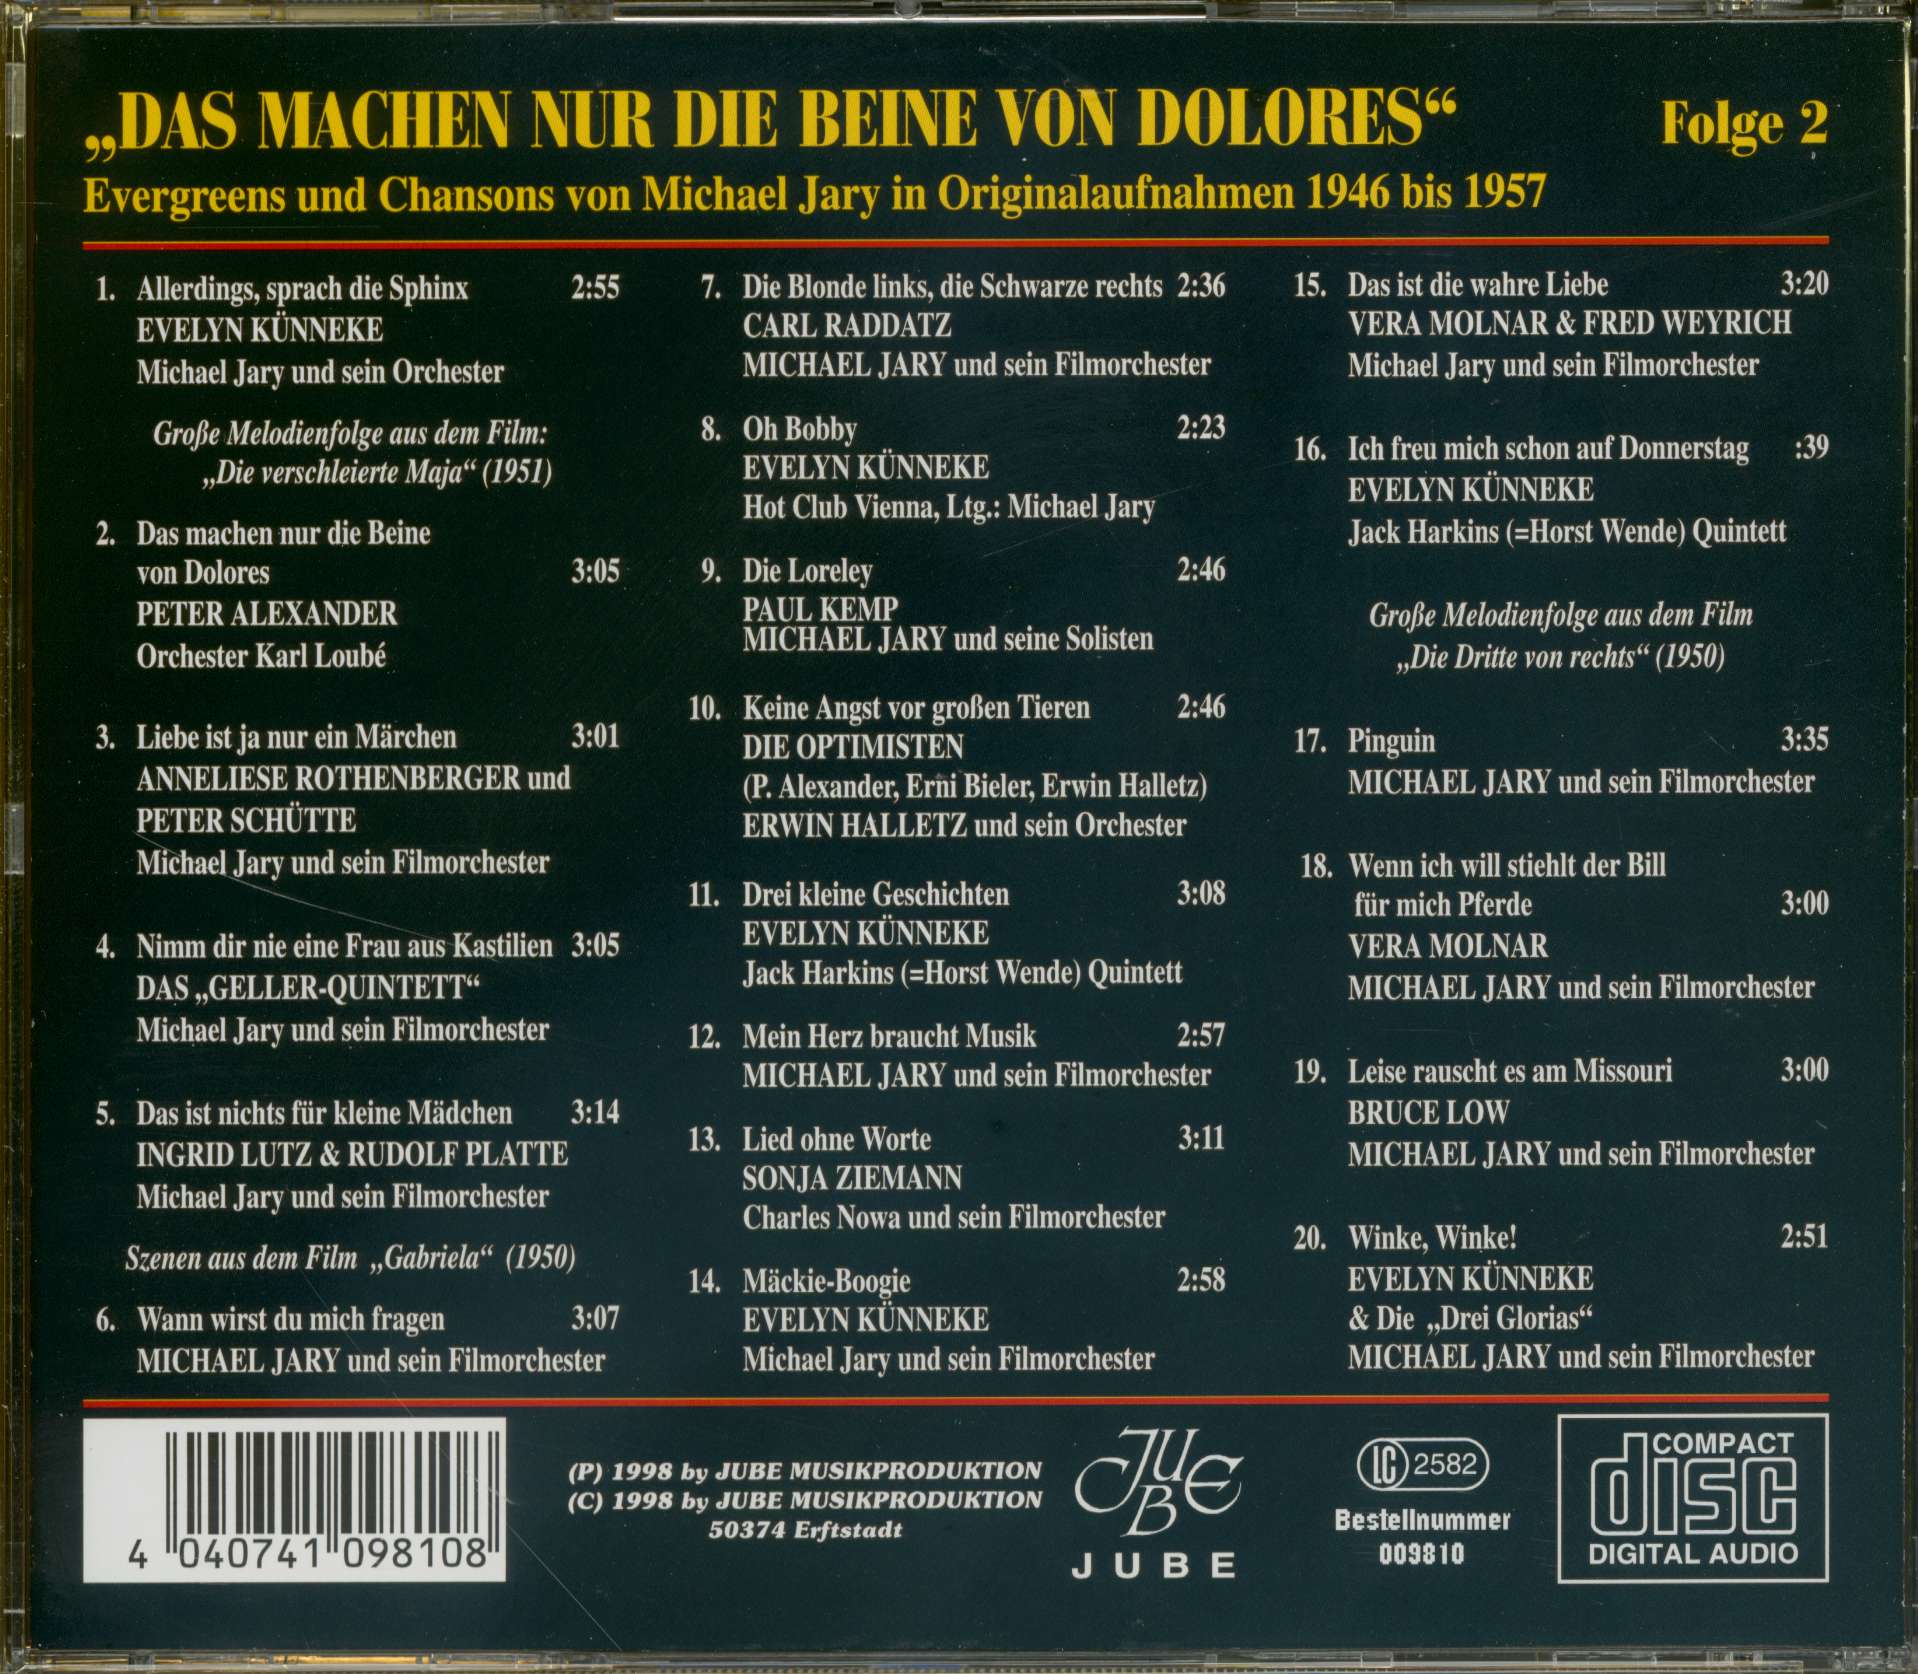 „DAS MACHEN NUR DIE BEINE VON DOLORES“ Folge 2
Evergreens und Chansons von Michael Jary in Originalaufnahmen 1946 bis 1957
1. Allerdings, sprach die Sphinx 2:55
EVELYN KÜNNEKE
Michael Jary und sein Orchester
Große Melodienfolge aus dem Film:
„Die verschleierte Maja“ (1951)
2. Das machen nur die Beine
von Dolores 3:05
PETER ALEXANDER
Orchester Karl Loubé
3. Liebe ist ja nur ein Märchen 3:01
ANNELIESE ROTHENBERGER und
PETER SCHÜTTE
Michael Jary und sein Filmorchester
4. Nimm dir nie eine Frau aus Kastilien 3:05
DAS „GELLER-QUINTETT“
Michael Jary und sein Filmorchester
5. Das ist nichts für kleine Mädchen 3:14
INGRID LUTZ & RUDOLF PLATTE
Michael Jary und sein Filmorchester
Szenen aus dem Film „Gabriela“ (1950)
6. Wann wirst du mich fragen 3:07
MICHAEL JARY und sein Filmorchester
7. Die Blonde links, die Schwarze rechts 2:36
CARL RADDATZ
MICHAEL JARY und sein Filmorchester
8. Oh Bobby 2:23
EVELYN KÜNNEKE
Hot Club Vienna, Ltg.: Michael Jary
9. Die Loreley 2:46
PAUL KEMP
MICHAEL JARY und seine Solisten
10. Keine Angst vor großen Tieren 2:46
DIE OPTIMISTEN
(P. Alexander, Erni Bieler, Erwin Halletz)
ERWIN HALLETZ und sein Orchester
11. Drei kleine Geschichten 3:08
EVELYN KÜNNEKE
Jack Harkins (=Horst Wende) Quintett
12. Mein Herz braucht Musik 2:57
MICHAEL JARY und sein Filmorchester
13. Lied ohne Worte 3:11
SONJA ZIEMANN
Charles Nowa und sein Filmorchester
14. Mäckie-Boogie 2:58
EVELYN KÜNNEKE
Michael Jary und sein Filmorchester
15. Das ist die wahre Liebe 3:20
VERA MOLNAR & FRED WEYRICH
Michael Jary und sein Filmorchester
16. Ich freu mich schon auf Donnerstag :39
EVELYN KÜNNEKE
Jack Harkins (=Horst Wende) Quintett
Große Melodienfolge aus dem Film
„Die Dritte von rechts“ (1950)
17. Pinguin 3:35
MICHAEL JARY und sein Filmorchester
18. Wenn ich will stiehlt der Bill
für mich Pferde 3:00
VERA MOLNAR
MICHAEL JARY und sein Filmorchester
19. Leise rauscht es am Missouri 3:00
BRUCE LOW
MICHAEL JARY und sein Filmorchester
20. Winke, Winke! 2:51
EVELYN KÜNNEKE
& Die „Drei Glorias“
MICHAEL JARY und sein Filmorchester
4 040741 098108
(P) 1998 by JUBE MUSIKPRODUKTION
(C) 1998 by JUBE MUSIKPRODUKTION
50374 Erftstadt
JUBE
JUBE
LC 2582
Bestellnummer
009810
COMPACT
disc
DIGITAL AUDIO